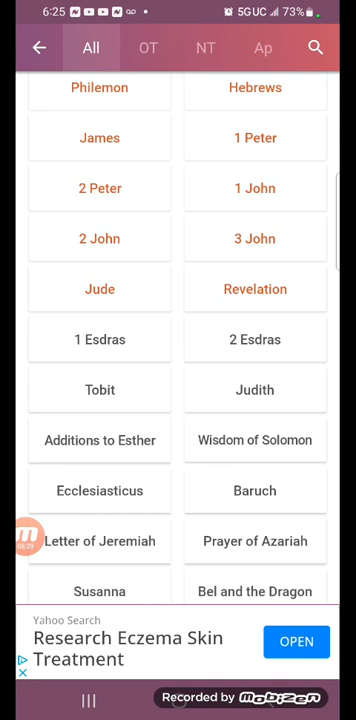 6:25 5GUC 73%
All OT NT Ap
Philemon Hebrews
James 1 Peter
2 Peter 1 John
2 John 3 John
Jude Revelation
1 Esdras 2 Esdras
Tobit Judith
Additions to Esther Wisdom of Solomon
Ecclesiasticus Baruch
08:29
Letter of Jeremiah Prayer of Azariah
Susanna Bel and the Dragon
Yahoo Search
Research Eczema Skin
Treatment
OPEN
Recorded by mobizen